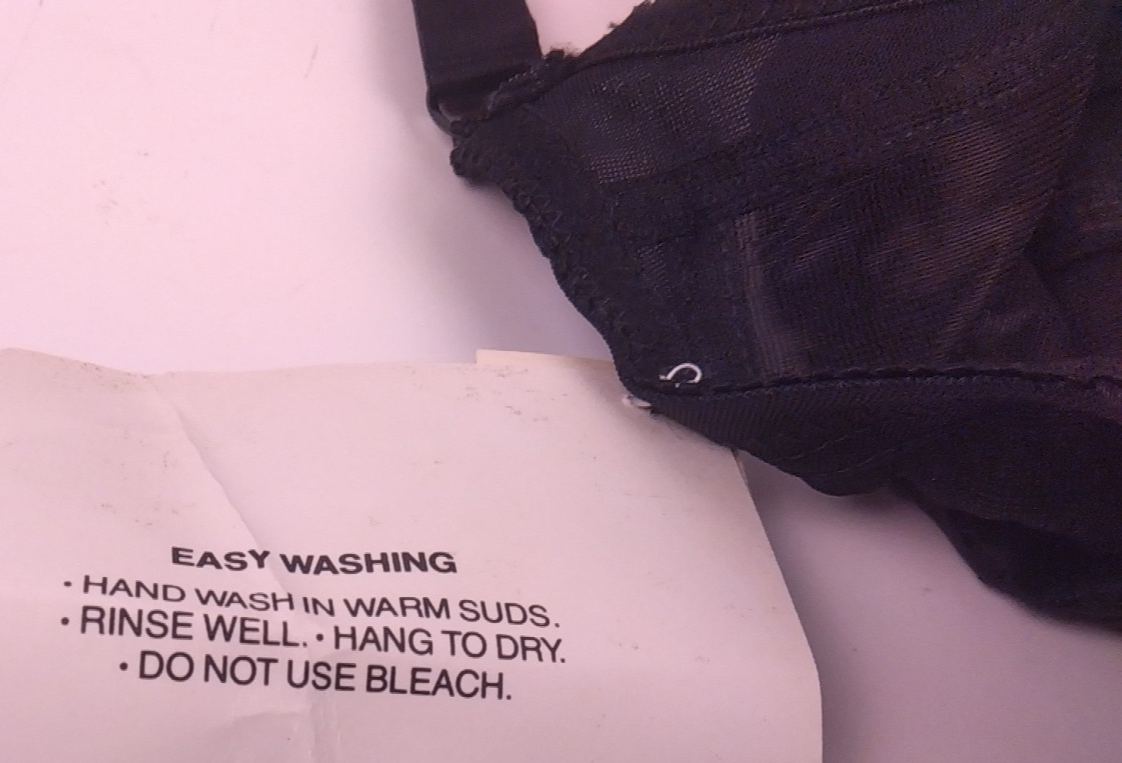 EASY WASHING
• HAND WASH IN WARM SUDS.
• RINSE WELL. • HANG TO DRY.
• DO NOT USE BLEACH.